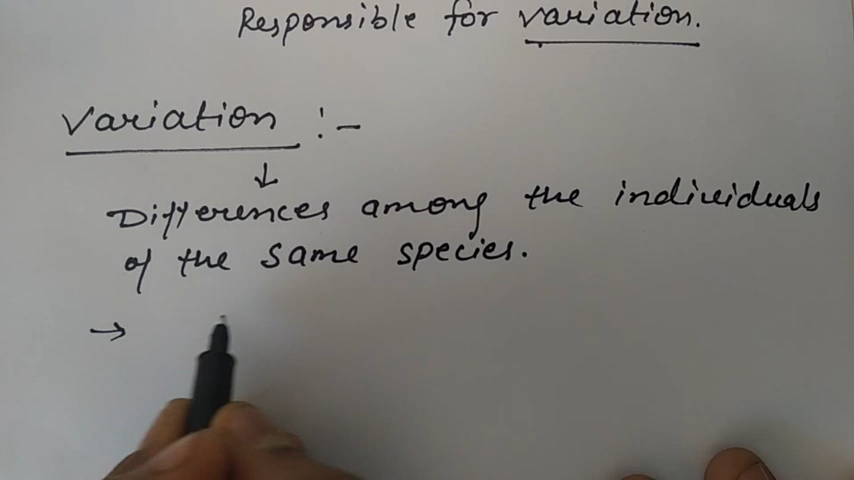 Responsible for variation.
Variation :-
↓
Differences among the individuals
of the same species.
→